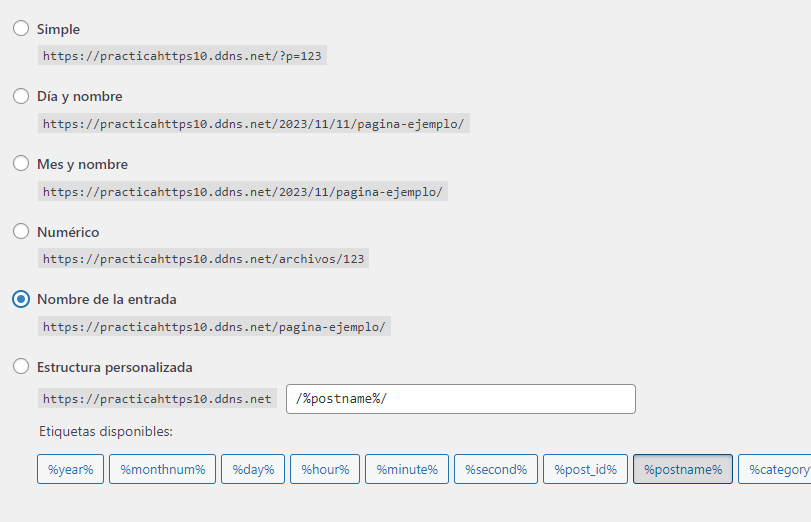 Simple
https://practicahttps10.ddns.net/?p=123
Día y nombre
https://practicahttps10.ddns.net/2023/11/11/pagina-ejemplo/
Mes y nombre
https://practicahttps10.ddns.net/2023/11/pagina-ejemplo/
Numérico
https://practicahttps10.ddns.net/archivos/123
Nombre de la entrada
https://practicahttps10.ddns.net/pagina-ejemplo/
Estructura personalizada
https://practicahttps10.ddns.net /%postname%/
Etiquetas disponibles:
%year% %monthnum% %day% %hour% %minute% %second% %post_id% %postname% %category